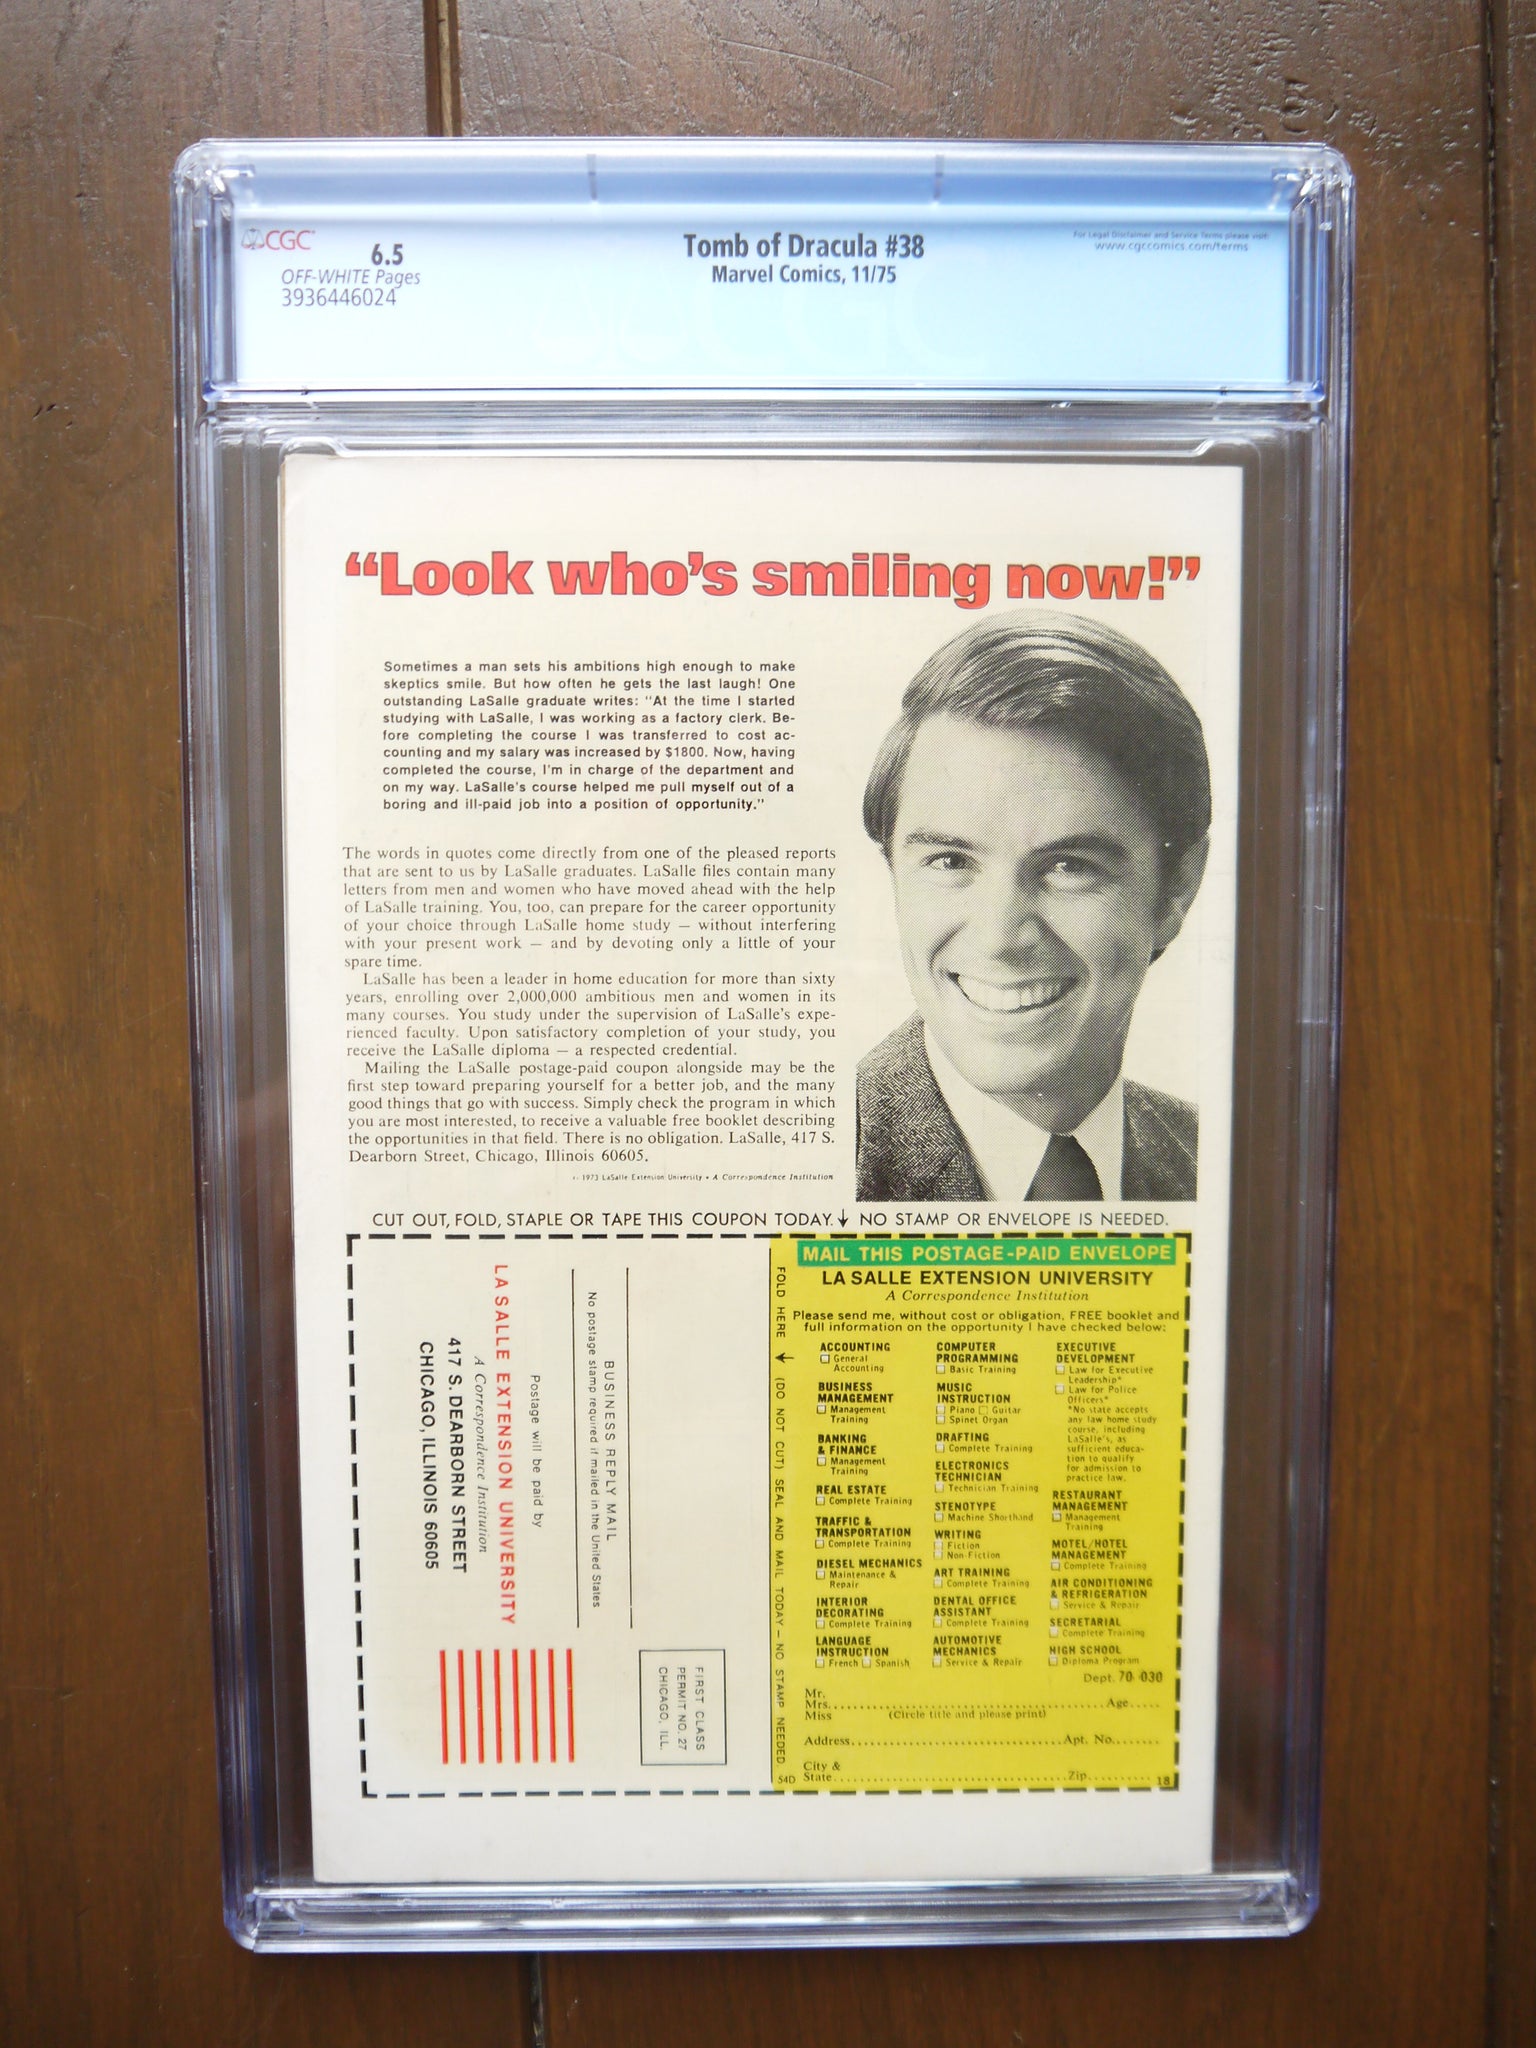 CGC
6.5
OFF-WHITE Pages
3936446024
Tomb of Dracula #38
Marvel Comics, 11/75
For Legal Disclaimer and Service Terms please visit:
www.cgccomics.com/terms
CGC
“Look who’s smiling now!”
Sometimes a man sets his ambitions high enough to make
skeptics smile. But how often he gets the last laugh! One
outstanding LaSalle graduate writes: "At the time I started
studying with LaSalle, I was working as a factory clerk. Be-
fore completing the course I was transferred to cost ac-
counting and my salary was increased by $1800. Now, having
completed the course, I'm in charge of the department and
on my way. LaSalle's course helped me pull myself out of a
boring and ill-paid job into a position of opportunity."
The words in quotes come directly from one of the pleased reports
that are sent to us by LaSalle graduates. LaSalle files contain many
letters from men and women who have moved ahead with the help
of LaSalle training. You, too, can prepare for the career opportunity
of your choice through LaSalle home study — without interfering
with your present work — and by devoting only a little of your
spare time.
LaSalle has been a leader in home education for more than sixty
years, enrolling over 2,000,000 ambitious men and women in its
many courses. You study under the supervision of LaSalle's expe-
rienced faculty. Upon satisfactory completion of your study, you
receive the LaSalle diploma — a respected credential.
Mailing the LaSalle postage-paid coupon alongside may be the
first step toward preparing yourself for a better job, and the many
good things that go with success. Simply check the program in which
you are most interested, to receive a valuable free booklet describing
the opportunities in that field. There is no obligation. LaSalle, 417 S.
Dearborn Street, Chicago, Illinois 60605.
© 1973 LaSalle Extension University • A Correspondence Institution
CUT OUT, FOLD, STAPLE OR TAPE THIS COUPON TODAY. ↓ NO STAMP OR ENVELOPE IS NEEDED.
FIRST CLASS
PERMIT NO. 27
CHICAGO, ILL.
BUSINESS REPLY MAIL
No postage stamp required if mailed in the United States
Postage will be paid by
LASALLE EXTENSION UNIVERSITY
A Correspondence Institution
417 S. DEARBORN STREET
CHICAGO, ILLINOIS 60605
FOLD HERE (DO NOT CUT) SEAL AND MAIL TODAY — NO STAMP NEEDED
54D
MAIL THIS POSTAGE-PAID ENVELOPE
LA SALLE EXTENSION UNIVERSITY
A Correspondence Institution
Please send me, without cost or obligation, FREE booklet and
full information on the opportunity I have checked below:
ACCOUNTING
General
Accounting
BUSINESS
MANAGEMENT
Management
Training
BANKING
& FINANCE
Management
Training
REAL ESTATE
Complete Training
TRAFFIC &
TRANSPORTATION
Complete Training
DIESEL MECHANICS
Maintenance &
Repair
INTERIOR
DECORATING
Complete Training
LANGUAGE
INSTRUCTION
French Spanish
COMPUTER
PROGRAMMING
Basic Training
MUSIC
INSTRUCTION
Piano Guitar
Spinet Organ
DRAFTING
Complete Training
ELECTRONICS
TECHNICIAN
Technician Training
STENOTYPE
Machine Shorthand
WRITING
Fiction
Non-Fiction
ART TRAINING
Complete Training
DENTAL OFFICE
ASSISTANT
Complete Training
AUTOMOTIVE
MECHANICS
Service & Repair
EXECUTIVE
DEVELOPMENT
Law for Executive
Leadership*
Law for Police
Officers*
*No state accepts
any law home study
course, including
LaSalle's, as
sufficient educa-
tion to qualify
for admission to
practice law.
RESTAURANT
MANAGEMENT
Management
Training
MOTEL/HOTEL
MANAGEMENT
Complete Training
AIR CONDITIONING
& REFRIGERATION
Service & Repair
SECRETARIAL
Complete Training
HIGH SCHOOL
Diploma Program
Dept. 70-030
Mr.
Mrs. Age
Miss (Circle title and please print)
Address Apt. No.
City &
State Zip 18